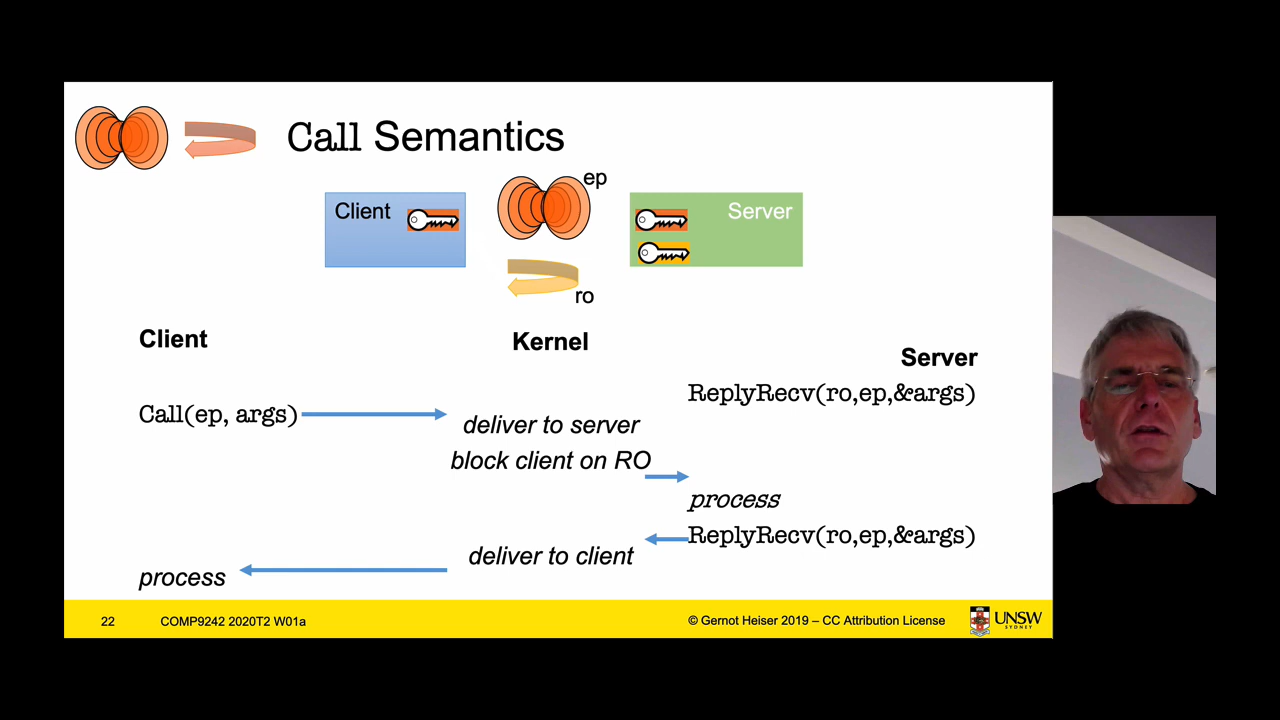 Call Semantics
ep
Client
Server
ro
Client
Kernel
Server
ReplyRecv(ro,ep,&args)
Call(ep, args)
deliver to server
block client on RO
process
ReplyRecv(ro,ep,&args)
deliver to client
process
22
COMP9242 2020T2 W01a
© Gernot Heiser 2019 – CC Attribution License
UNSW
SYDNEY